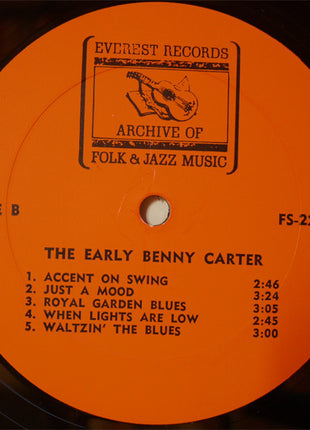 EVEREST RECORDS
ARCHIVE OF
FOLK & JAZZ MUSIC
E B
FS-22
THE EARLY BENNY CARTER
1. ACCENT ON SWING 2:46
2. JUST A MOOD 3:24
3. ROYAL GARDEN BLUES 3:05
4. WHEN LIGHTS ARE LOW 2:45
5. WALTZIN' THE BLUES 3:00